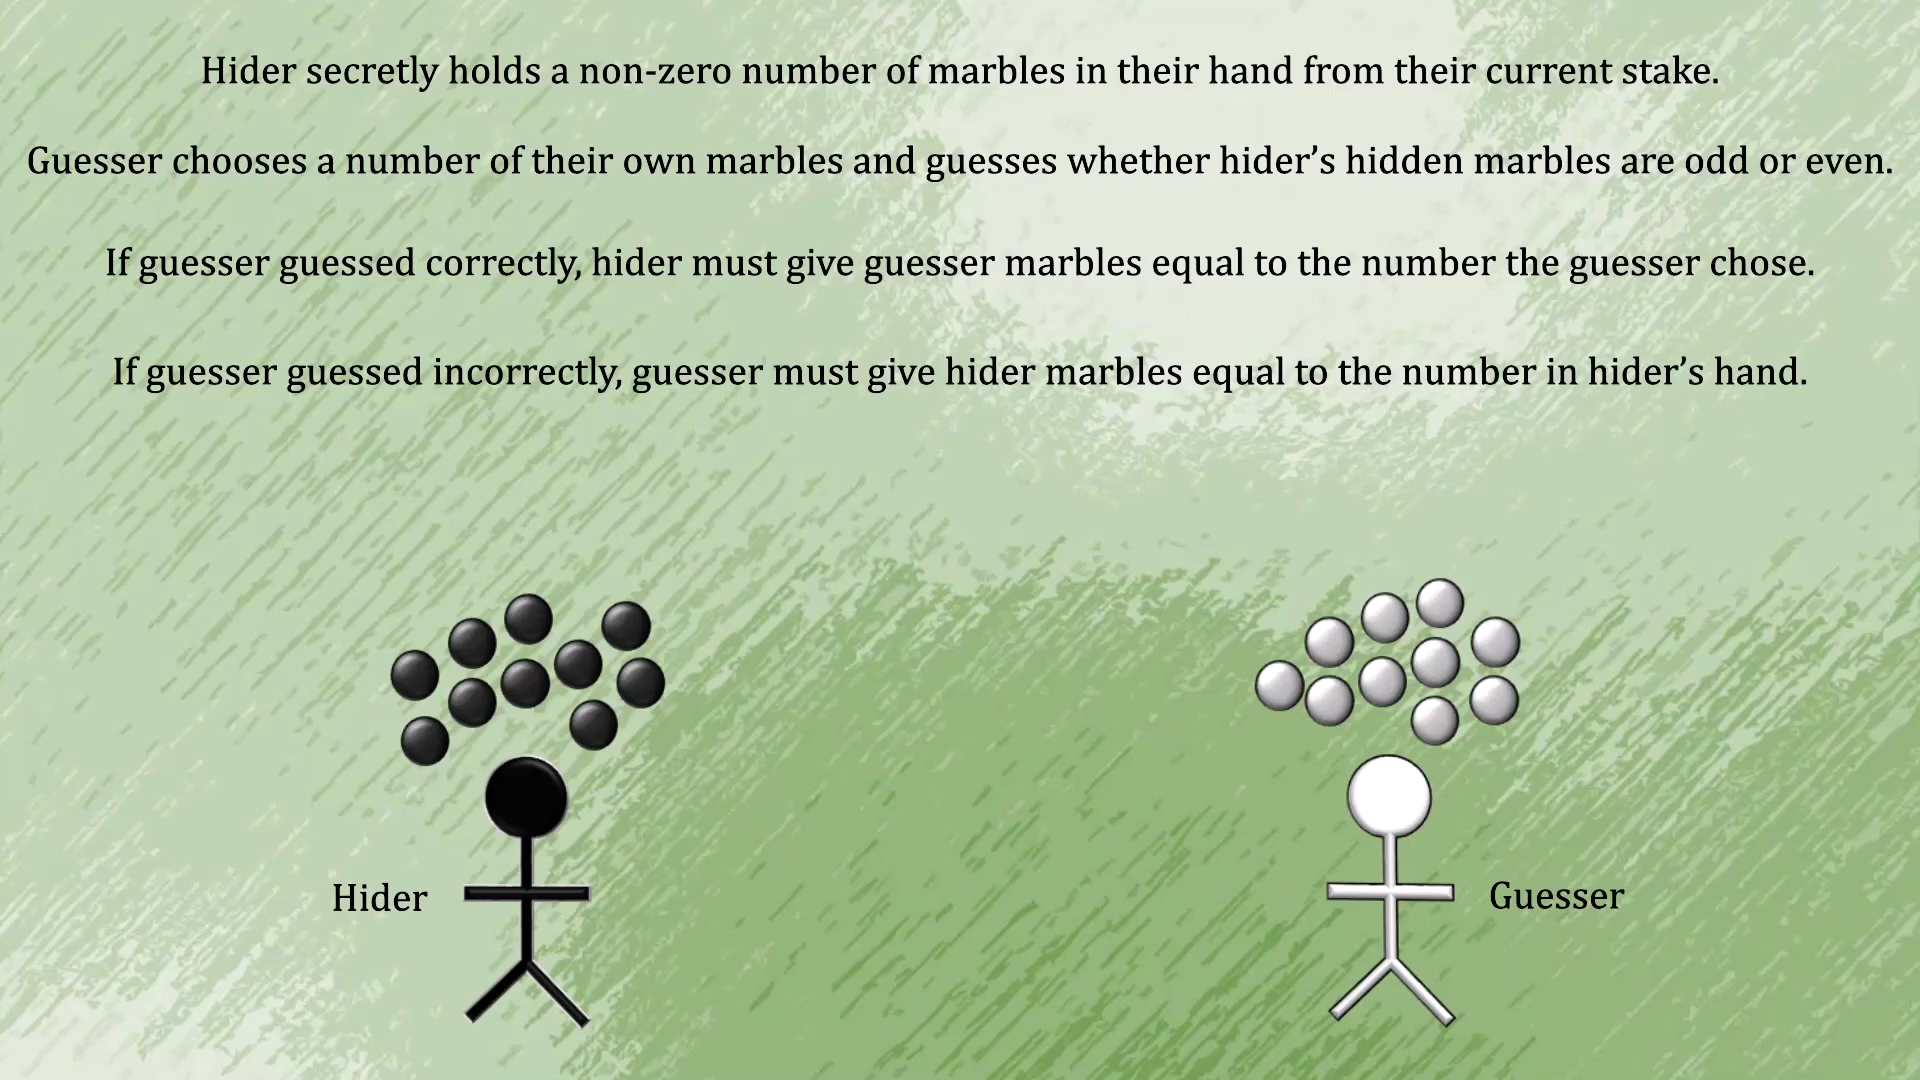 Hider secretly holds a non-zero number of marbles in their hand from their current stake.
Guesser chooses a number of their own marbles and guesses whether hider’s hidden marbles are odd or even.
If guesser guessed correctly, hider must give guesser marbles equal to the number the guesser chose.
If guesser guessed incorrectly, guesser must give hider marbles equal to the number in hider’s hand.
Hider
Guesser